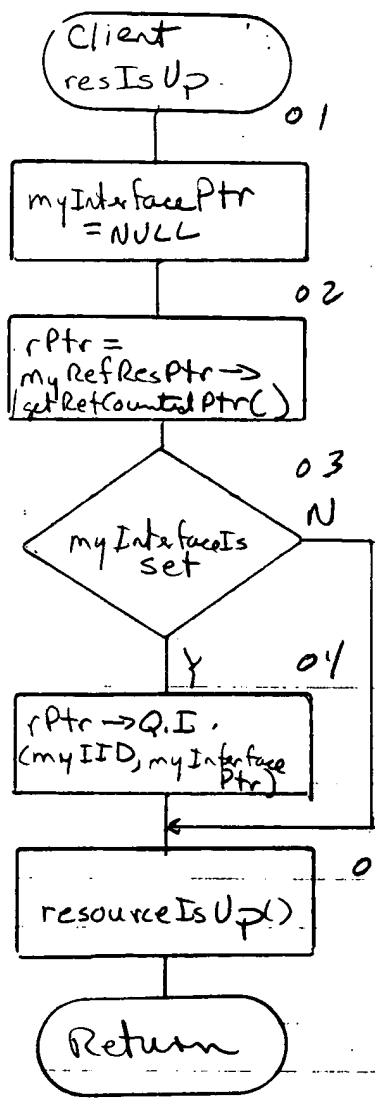 Client
resIsUp
01
myInterfacePtr
= NULL
02
rPtr =
myRefResPtr →
getRefCountedPtr()
03
N
myInterfaceIs
set
Y
04
rPtr → Q.I.
(myIID, myInterface
Ptr)
0
resourceIsUp()
Return